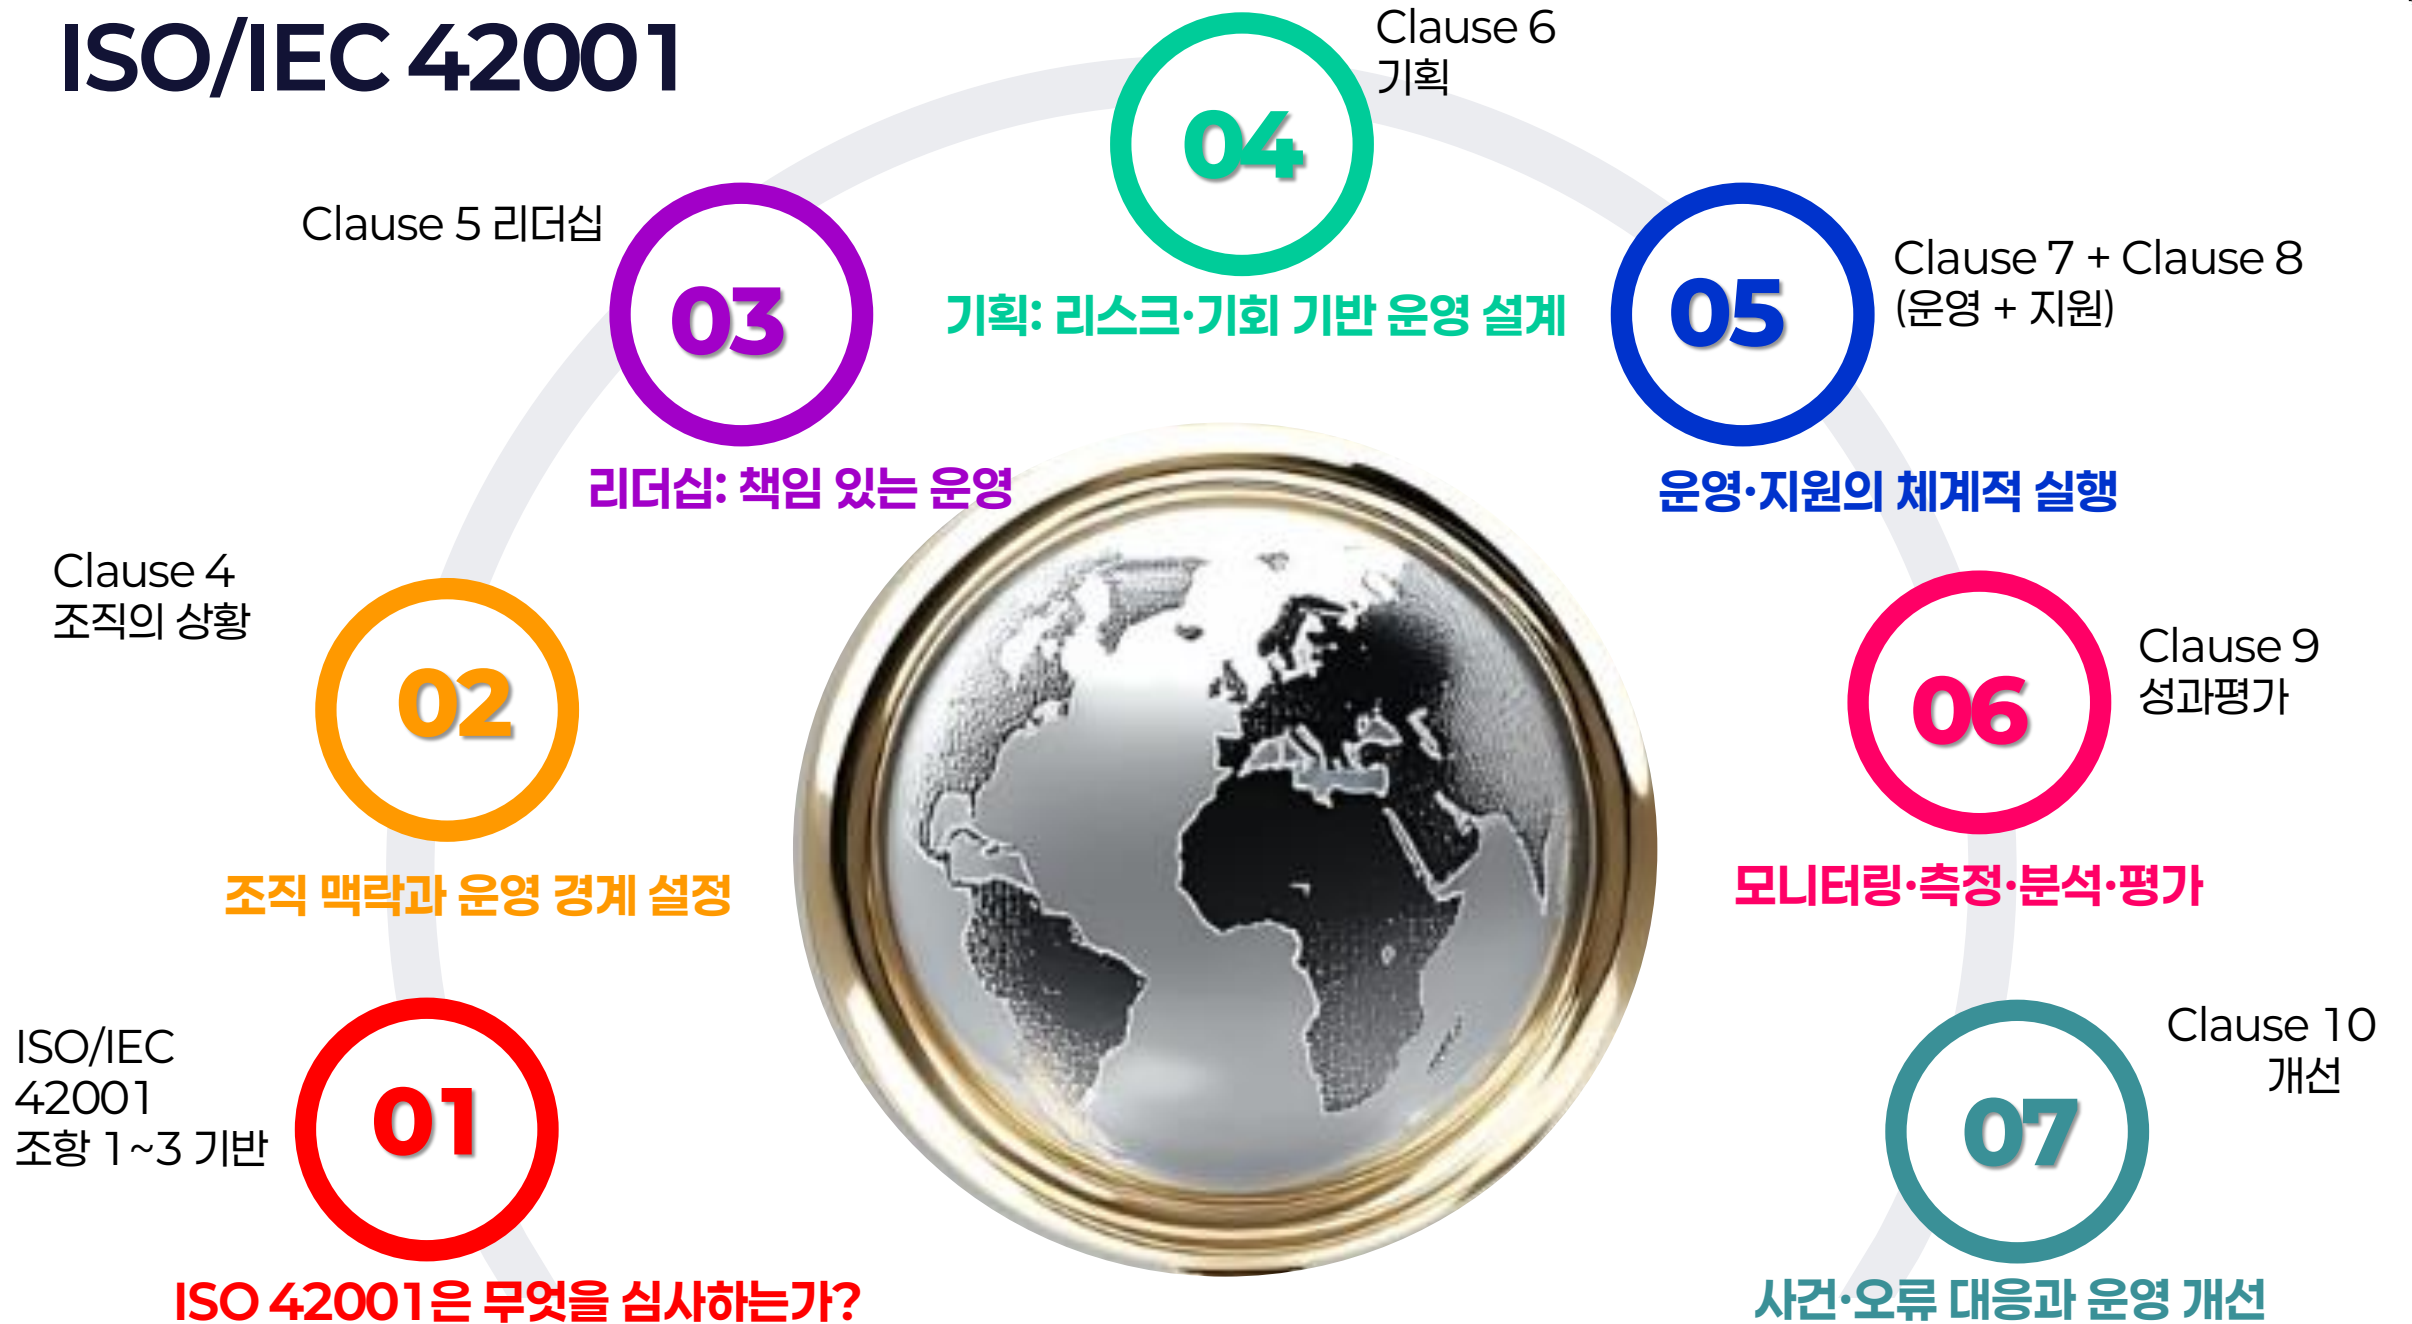 ISO/IEC 42001
01
ISO/IEC
42001
조항 1~3 기반
ISO 42001은 무엇을 심사하는가?
02
Clause 4
조직의 상황
조직 맥락과 운영 경계 설정
03
Clause 5 리더십
리더십: 책임 있는 운영
04
Clause 6
기획
기획: 리스크·기회 기반 운영 설계
05
Clause 7 + Clause 8
(운영 + 지원)
운영·지원의 체계적 실행
06
Clause 9
성과평가
모니터링·측정·분석·평가
07
Clause 10
개선
사건·오류 대응과 운영 개선